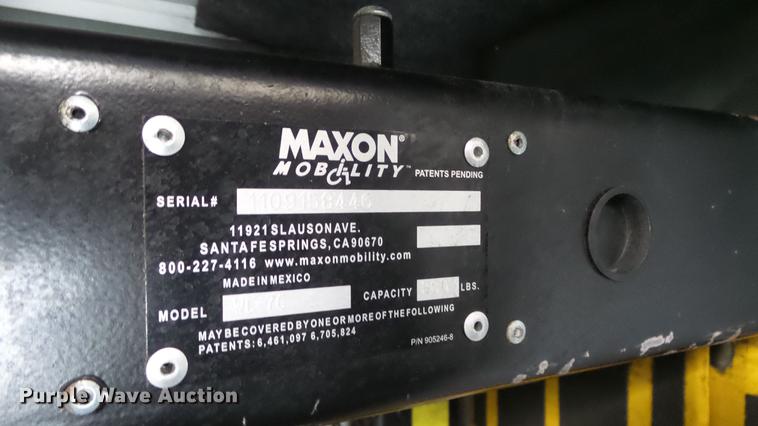 MAXON®
MOBILITY™
PATENTS PENDING
SERIAL# 1109158446
11921 SLAUSON AVE.
SANTA FE SPRINGS, CA 90670
800-227-4116 www.maxonmobility.com
MADE IN MEXICO
MODEL
CAPACITY LBS.
MAY BE COVERED BY ONE OR MORE OF THE FOLLOWING
PATENTS: 6,461,097 6,705,824
P/N 905246-8
Purple Wave Auction